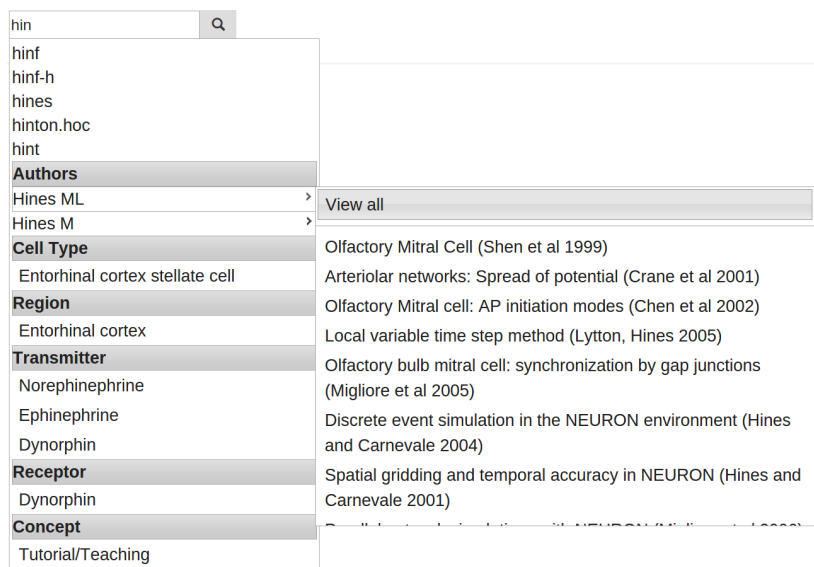 hin
hinf
hinf-h
hines
hinton.hoc
hint
Authors
Hines ML
Hines M
Cell Type
Entorhinal cortex stellate cell
Region
Entorhinal cortex
Transmitter
Norephinephrine
Ephinephrine
Dynorphin
Receptor
Dynorphin
Concept
Tutorial/Teaching
View all
Olfactory Mitral Cell (Shen et al 1999)
Arteriolar networks: Spread of potential (Crane et al 2001)
Olfactory Mitral cell: AP initiation modes (Chen et al 2002)
Local variable time step method (Lytton, Hines 2005)
Olfactory bulb mitral cell: synchronization by gap junctions
(Migliore et al 2005)
Discrete event simulation in the NEURON environment (Hines
and Carnevale 2004)
Spatial gridding and temporal accuracy in NEURON (Hines and
Carnevale 2001)